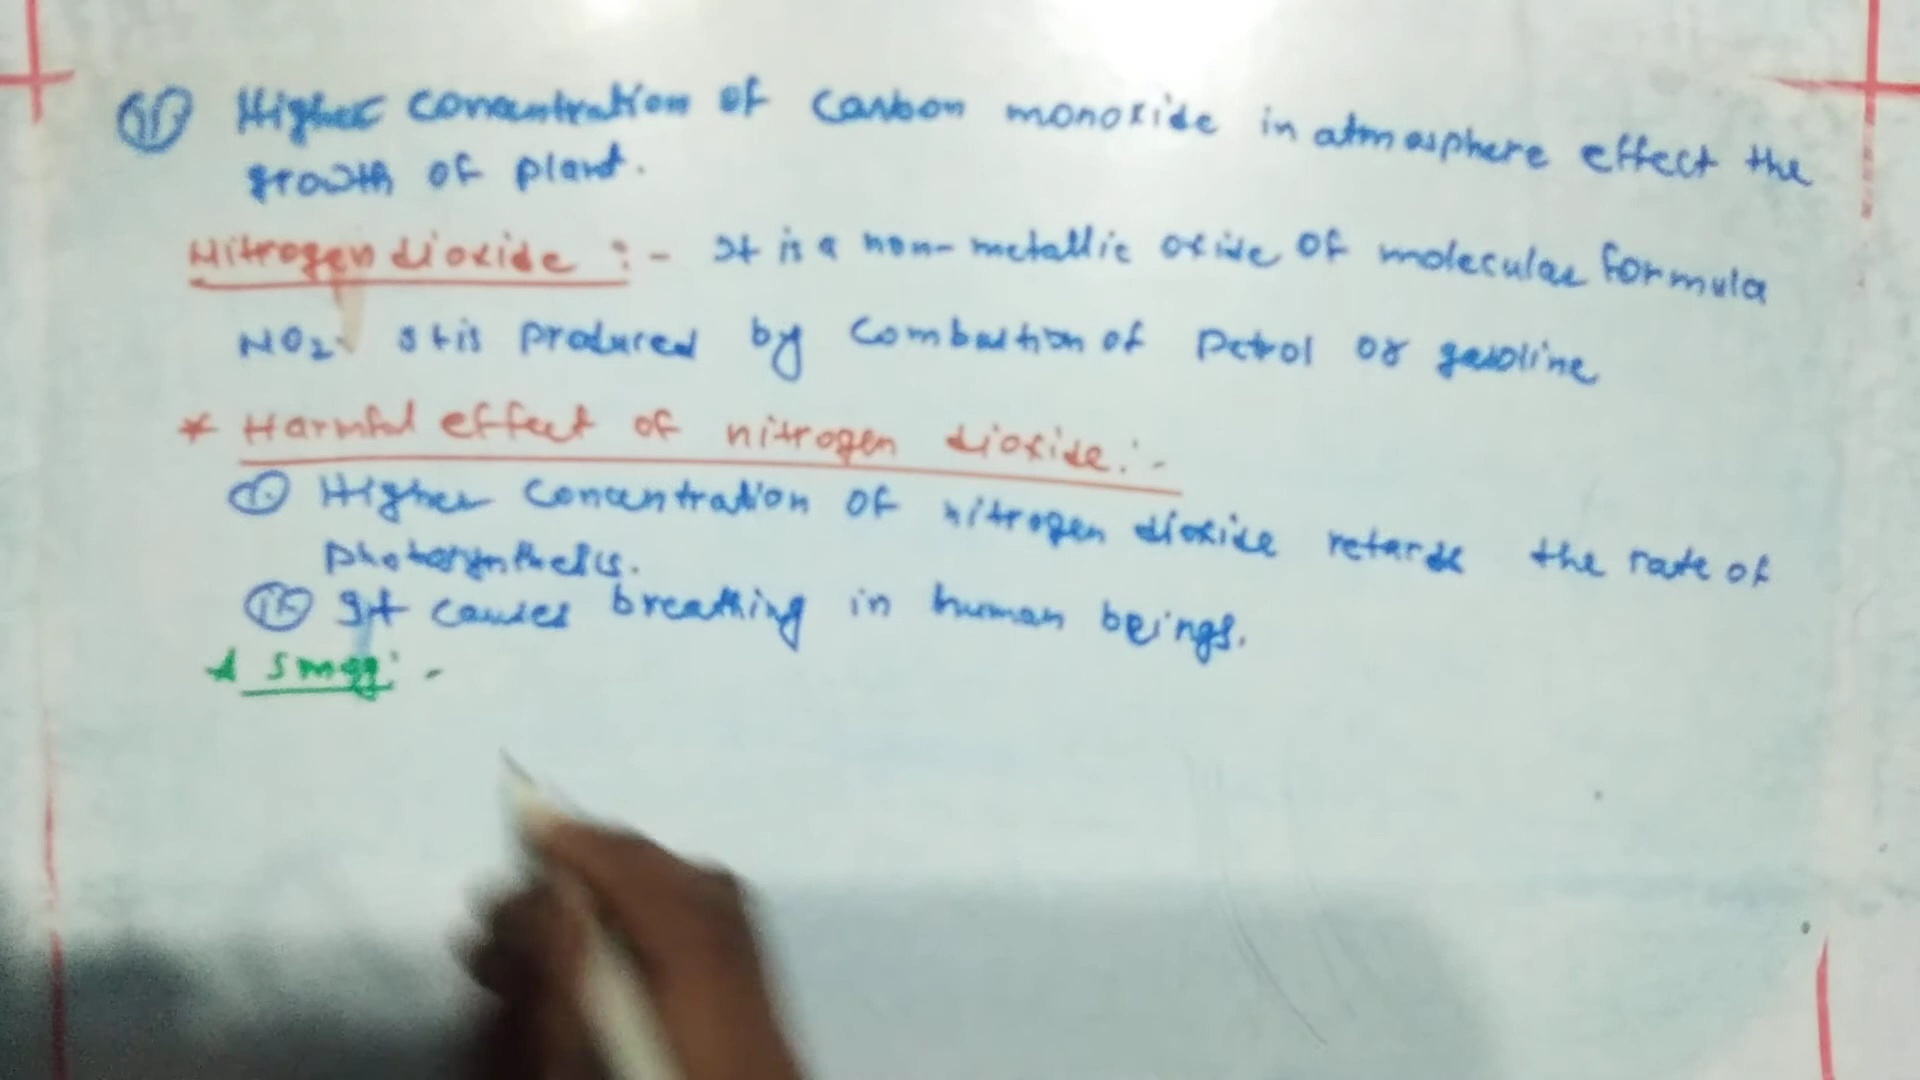 (ii) Higher concentration of carbon monoxide in atmosphere effect the
growth of plant.
Nitrogen dioxide :- It is a non-metallic oxide of molecular formula
NO2. It is produced by Combustion of Petrol or gasoline
* Harmful effect of nitrogen dioxide:-
(i) Higher Concentration of nitrogen dioxide retards the rate of
photosynthesis.
(ii) It causes breathing in human beings.
* Smog: -